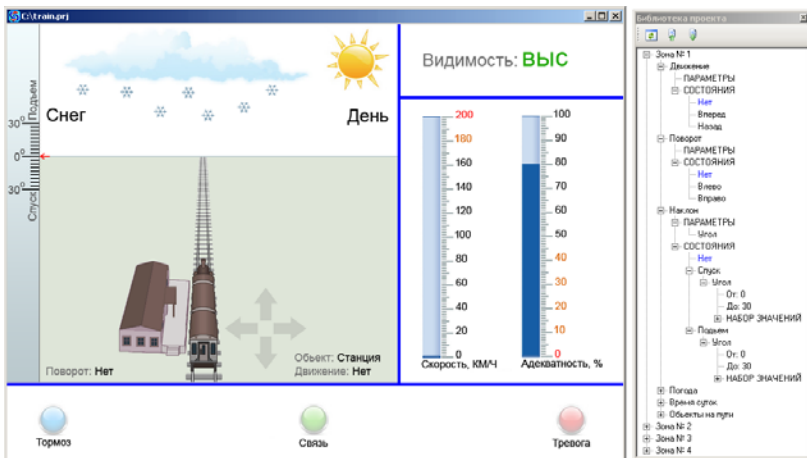 C:\train.prj
Снег
День
Подъем
30°
0°
30°
Спуск
Поворот: Нет
Объект: Станция
Движение: Нет
Видимость: ВЫС
200
180
160
140
120
100
80
60
40
20
0
Скорость, КМ/Ч
100
90
80
70
60
50
40
30
20
10
0
Адекватность, %
Тормоз
Связь
Тревога
Библиотека проекта
Зона № 1
Движение
ПАРАМЕТРЫ
СОСТОЯНИЯ
Нет
Вперед
Назад
Поворот
ПАРАМЕТРЫ
СОСТОЯНИЯ
Нет
Влево
Вправо
Наклон
ПАРАМЕТРЫ
Угол
СОСТОЯНИЯ
Нет
Спуск
Угол
От: 0
До: 30
НАБОР ЗНАЧЕНИЙ
Подъем
Угол
От: 0
До: 30
НАБОР ЗНАЧЕНИЙ
Погода
Время суток
Объекты на пути
Зона № 2
Зона № 3
Зона № 4